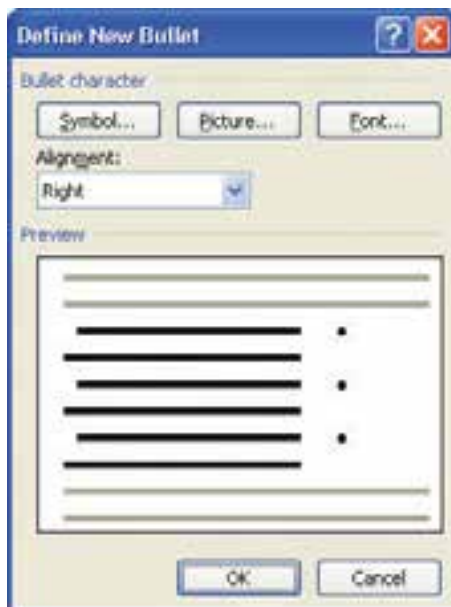 Define New Bullet
Bullet character
Symbol... Picture... Font...
Alignment:
Right
Preview
OK Cancel